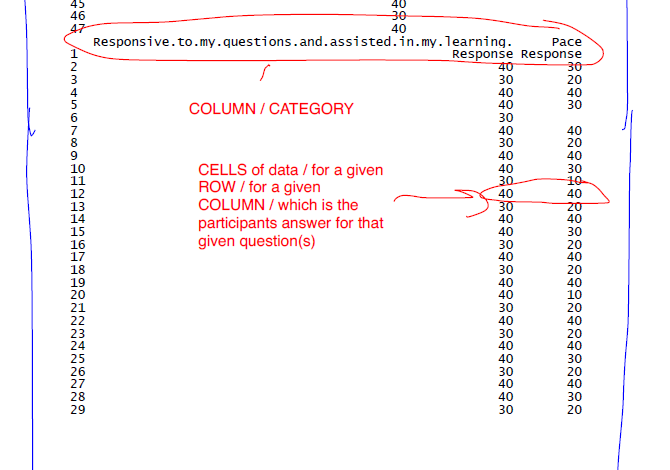 45 40
46 30
47 40
Responsive.to.my.questions.and.assisted.in.my.learning. Pace
1 Response Response
2 40 30
3 30 20
4 40 40
5 40 30
COLUMN / CATEGORY
6 30
7 40 40
8 30 20
9 40 40
10 40 30
CELLS of data / for a given
11 30 10
ROW / for a given
12 40 40
COLUMN / which is the
13 30 20
participants answer for that
14 40 40
15 40 30
given question(s)
16 30 20
17 40 40
18 30 20
19 40 40
20 40 10
21 30 20
22 40 40
23 30 20
24 40 40
25 40 30
26 30 20
27 40 40
28 40 30
29 30 20